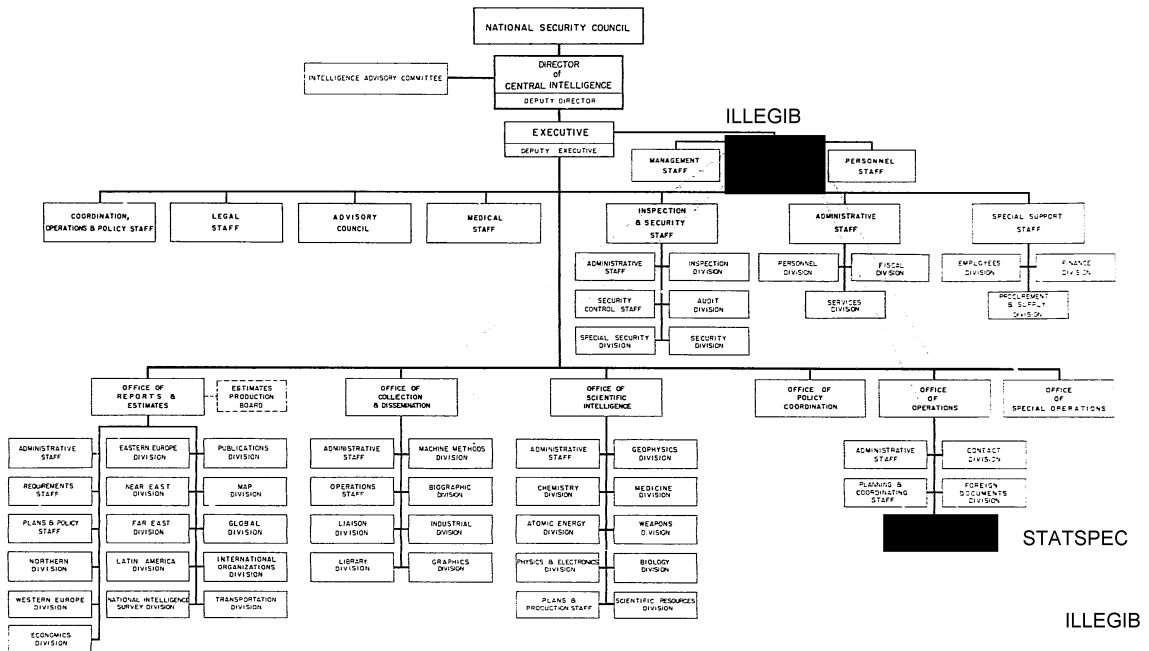 NATIONAL SECURITY COUNCIL
INTELLIGENCE ADVISORY COMMITTEE
DIRECTOR
of
CENTRAL INTELLIGENCE
DEPUTY DIRECTOR
ILLEGIB
EXECUTIVE
DEPUTY EXECUTIVE
MANAGEMENT
STAFF
PERSONNEL
STAFF
COORDINATION,
OPERATIONS & POLICY STAFF
LEGAL
STAFF
ADVISORY
COUNCIL
MEDICAL
STAFF
INSPECTION
& SECURITY
STAFF
ADMINISTRATIVE
STAFF
SPECIAL SUPPORT
STAFF
ADMINISTRATIVE
STAFF
INSPECTION
DIVISION
PERSONNEL
DIVISION
FISCAL
DIVISION
EMPLOYEES
DIVISION
FINANCE
DIVISION
SECURITY
CONTROL STAFF
AUDIT
DIVISION
SERVICES
DIVISION
PROCUREMENT
& SUPPLY
DIVISION
SPECIAL SECURITY
DIVISION
SECURITY
DIVISION
OFFICE OF
REPORTS &
ESTIMATES
ESTIMATES
PRODUCTION
BOARD
OFFICE OF
COLLECTION
& DISSEMINATION
OFFICE OF
SCIENTIFIC
INTELLIGENCE
OFFICE OF
POLICY
COORDINATION
OFFICE
OF
OPERATIONS
OFFICE
OF
SPECIAL OPERATIONS
ADMINISTRATIVE
STAFF
EASTERN EUROPE
DIVISION
PUBLICATIONS
DIVISION
ADMINISTRATIVE
STAFF
MACHINE METHODS
DIVISION
ADMINISTRATIVE
STAFF
GEOPHYSICS
DIVISION
ADMINISTRATIVE
STAFF
CONTACT
DIVISION
REQUIREMENTS
STAFF
NEAR EAST
DIVISION
MAP
DIVISION
OPERATIONS
STAFF
BIOGRAPHIC
DIVISION
CHEMISTRY
DIVISION
MEDICINE
DIVISION
PLANNING &
COORDINATING STAFF
FOREIGN
DOCUMENTS DIVISION
PLANS & POLICY
STAFF
FAR EAST
DIVISION
GLOBAL
DIVISION
LIAISON
DIVISION
INDUSTRIAL
DIVISION
ATOMIC ENERGY
DIVISION
WEAPONS
DIVISION
STATSPEC
NORTHERN
DIVISION
LATIN AMERICA
DIVISION
INTERNATIONAL
ORGANIZATIONS
DIVISION
LIBRARY
DIVISION
GRAPHICS
DIVISION
PHYSICS & ELECTRONICS
DIVISION
BIOLOGY
DIVISION
WESTERN EUROPE
DIVISION
NATIONAL INTELLIGENCE
SURVEY DIVISION
TRANSPORTATION
DIVISION
PLANS &
PRODUCTION STAFF
SCIENTIFIC RESOURCES
DIVISION
ILLEGIB
ECONOMICS
DIVISION